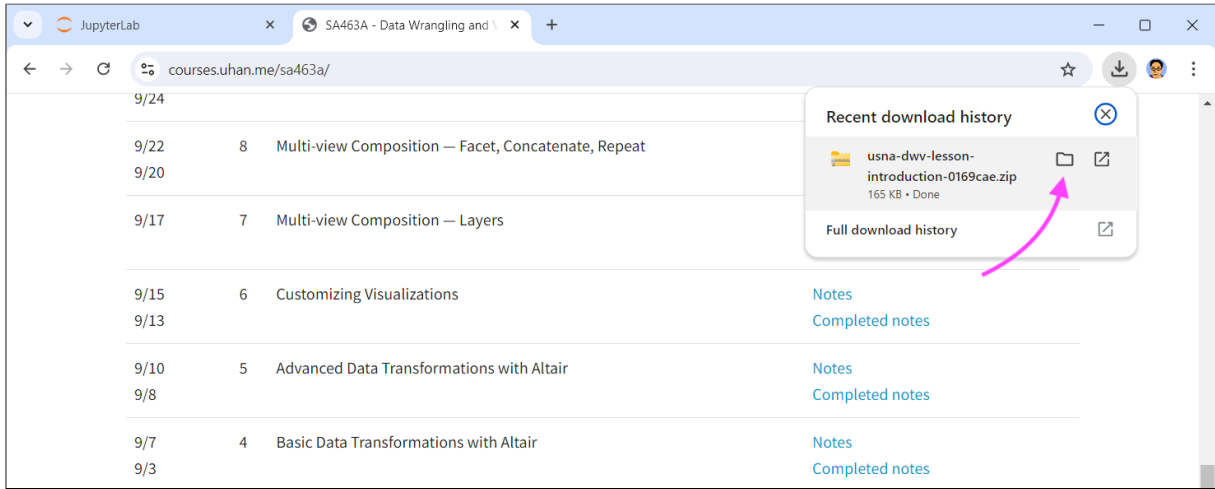 JupyterLab
SA463A - Data Wrangling and
courses.uhan.me/sa463a/
9/24
9/22 8 Multi-view Composition — Facet, Concatenate, Repeat
9/20
9/17 7 Multi-view Composition — Layers
9/15 6 Customizing Visualizations Notes
9/13 Completed notes
9/10 5 Advanced Data Transformations with Altair Notes
9/8 Completed notes
9/7 4 Basic Data Transformations with Altair Notes
9/3 Completed notes
Recent download history
usna-dwv-lesson-
introduction-0169cae.zip
165 KB • Done
Full download history